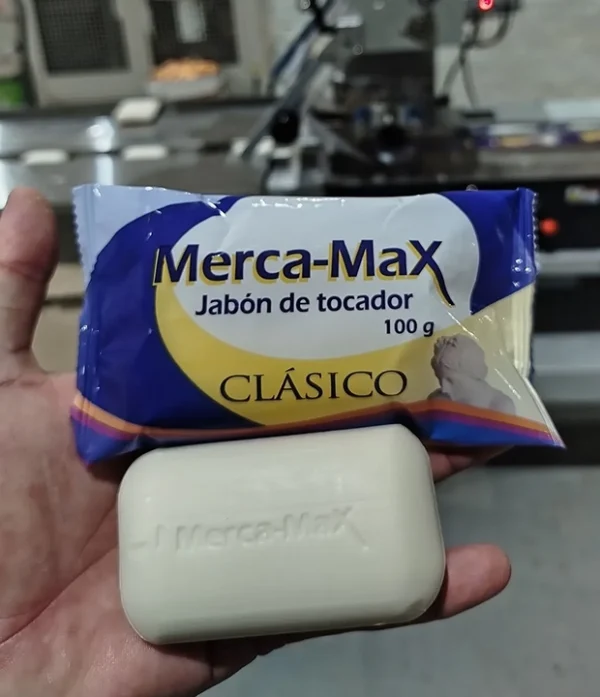 Merca-MaX
Jabón de tocador
100 g
CLÁSICO
Merca-MaX